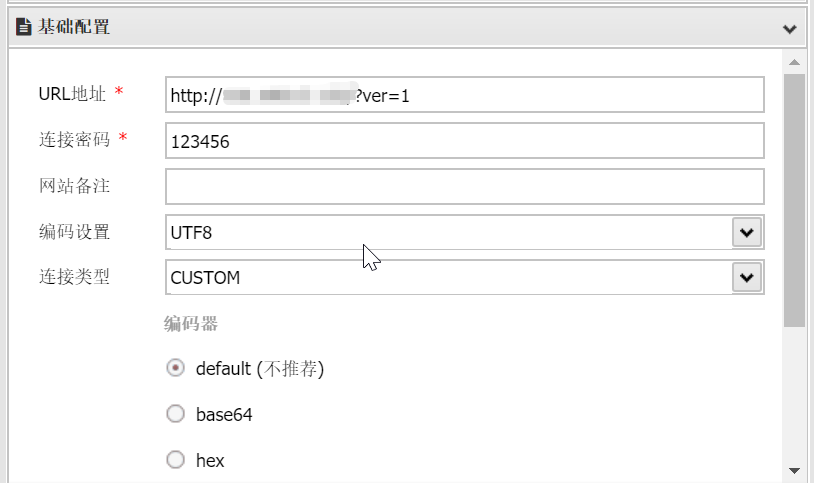 基础配置
URL地址 * http:// /?ver=1
连接密码 * 123456
网站备注
编码设置 UTF8
连接类型 CUSTOM
编码器
default (不推荐)
base64
hex